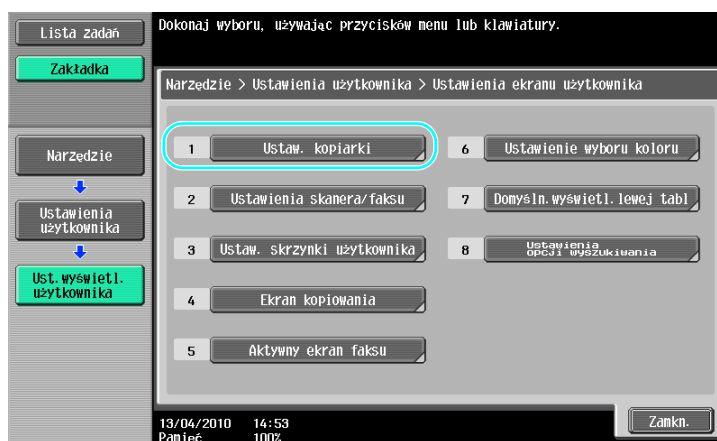 Lista zadań
Dokonaj wyboru, używając przycisków menu lub klawiatury.
Zakładka
Narzędzie > Ustawienia użytkownika > Ustawienia ekranu użytkownika
Narzędzie
Ustawienia
użytkownika
Ust.wyświetl.
użytkownika
1 Ustaw. kopiarki
2 Ustawienia skanera/faksu
3 Ustaw. skrzynki użytkownika
4 Ekran kopiowania
5 Aktywny ekran faksu
6 Ustawienie wyboru koloru
7 Domyśln.wyświetl.lewej tabl
8 Ustawienia
opcji wyszukiwania
13/04/2010 14:53
Pamięć 100%
Zamkn.